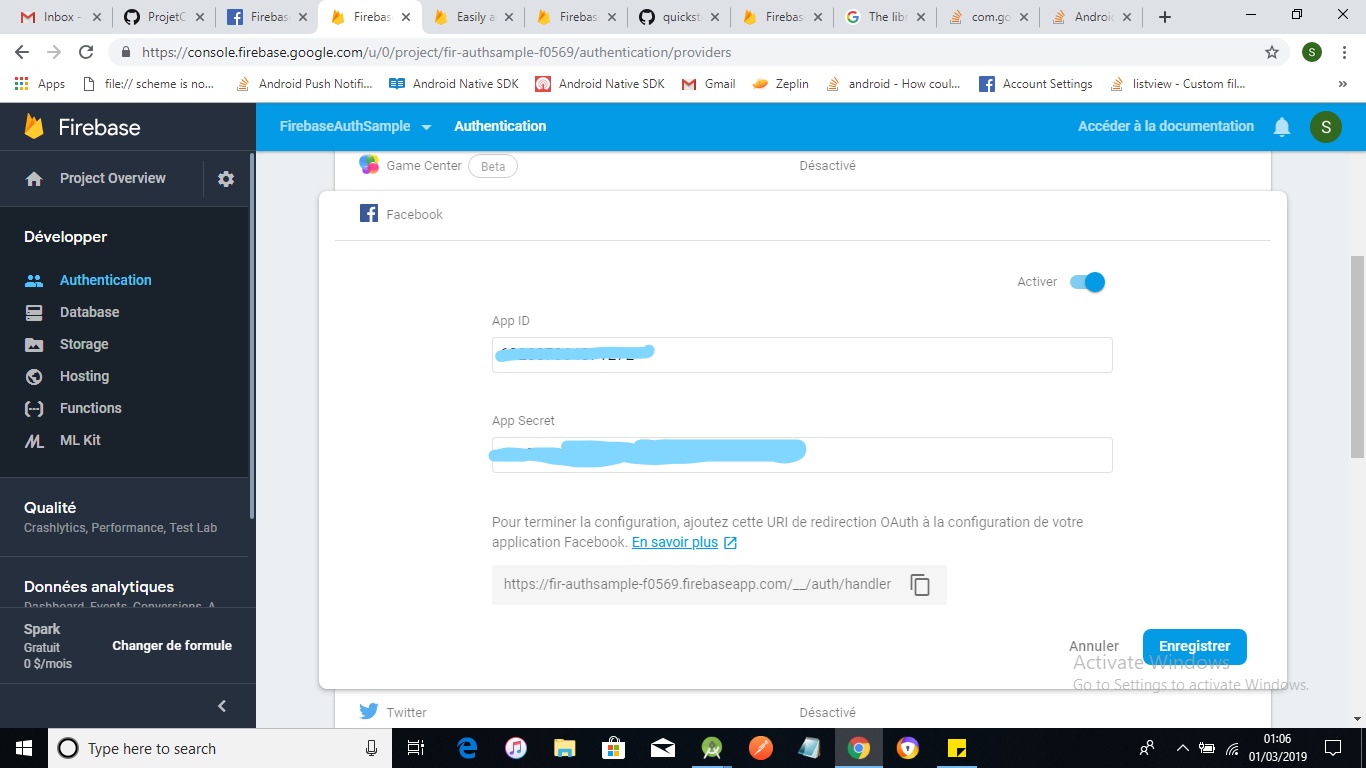 Inbox -
ProjetC
Firebas
Firebas
Easily a
Firebas
quickst
Firebas
The lib
com.go
Androi
https://console.firebase.google.com/u/0/project/fir-authsample-f0569/authentication/providers
S
Apps
file:// scheme is no...
Android Push Notifi...
Android Native SDK
Android Native SDK
Gmail
Zeplin
android - How coul...
Account Settings
listview - Custom fil...
»
Firebase
FirebaseAuthSample
Authentication
Accéder à la documentation
S
Project Overview
Développer
Authentication
Database
Storage
Hosting
Functions
ML Kit
Qualité
Crashlytics, Performance, Test Lab
Données analytiques
Dashboard, Events, Conversions, A
Spark
Gratuit
0 $/mois
Changer de formule
Game Center
Beta
Désactivé
Facebook
Activer
App ID
App Secret
Pour terminer la configuration, ajoutez cette URI de redirection OAuth à la configuration de votre
application Facebook. En savoir plus
https://fir-authsample-f0569.firebaseapp.com/__/auth/handler
Annuler
Enregistrer
Activate Windows
Go to Settings to activate Windows.
Twitter
Désactivé
Type here to search
01:06
01/03/2019